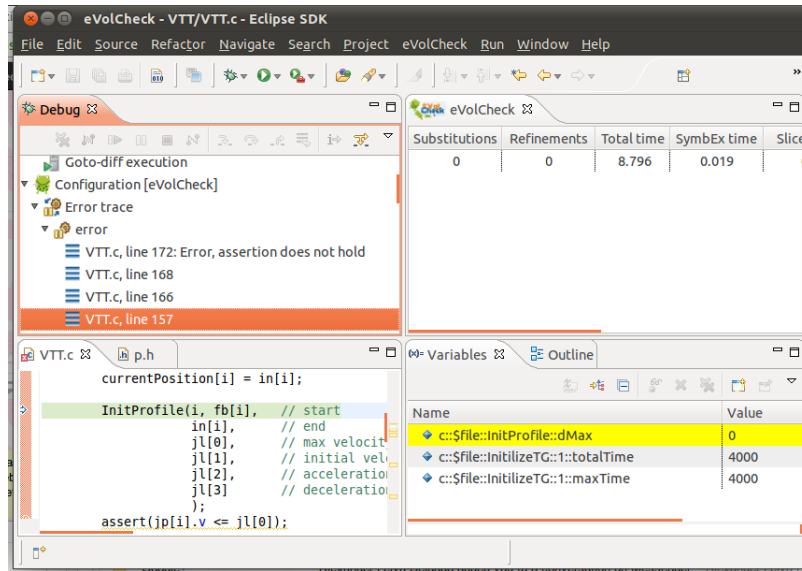 eVolCheck - VTT/VTT.c - Eclipse SDK
File Edit Source Refactor Navigate Search Project eVolCheck Run Window Help
Debug
Goto-diff execution
Configuration [eVolCheck]
Error trace
error
VTT.c, line 172: Error, assertion does not hold
VTT.c, line 168
VTT.c, line 166
VTT.c, line 157
eVolCheck
Substitutions Refinements Total time SymbEx time Slice
0 0 8.796 0.019
VTT.c p.h
currentPosition[i] = in[i];
InitProfile(i, fb[i], // start
in[i], // end
jl[0], // max velocit
jl[1], // initial vel
jl[2], // acceleratio
jl[3] // deceleratio
);
assert(jp[i].v <= jl[0]);
Variables Outline
Name Value
c::$file::InitProfile::dMax 0
c::$file::InitilizeTG::1::totalTime 4000
c::$file::InitilizeTG::1::maxTime 4000